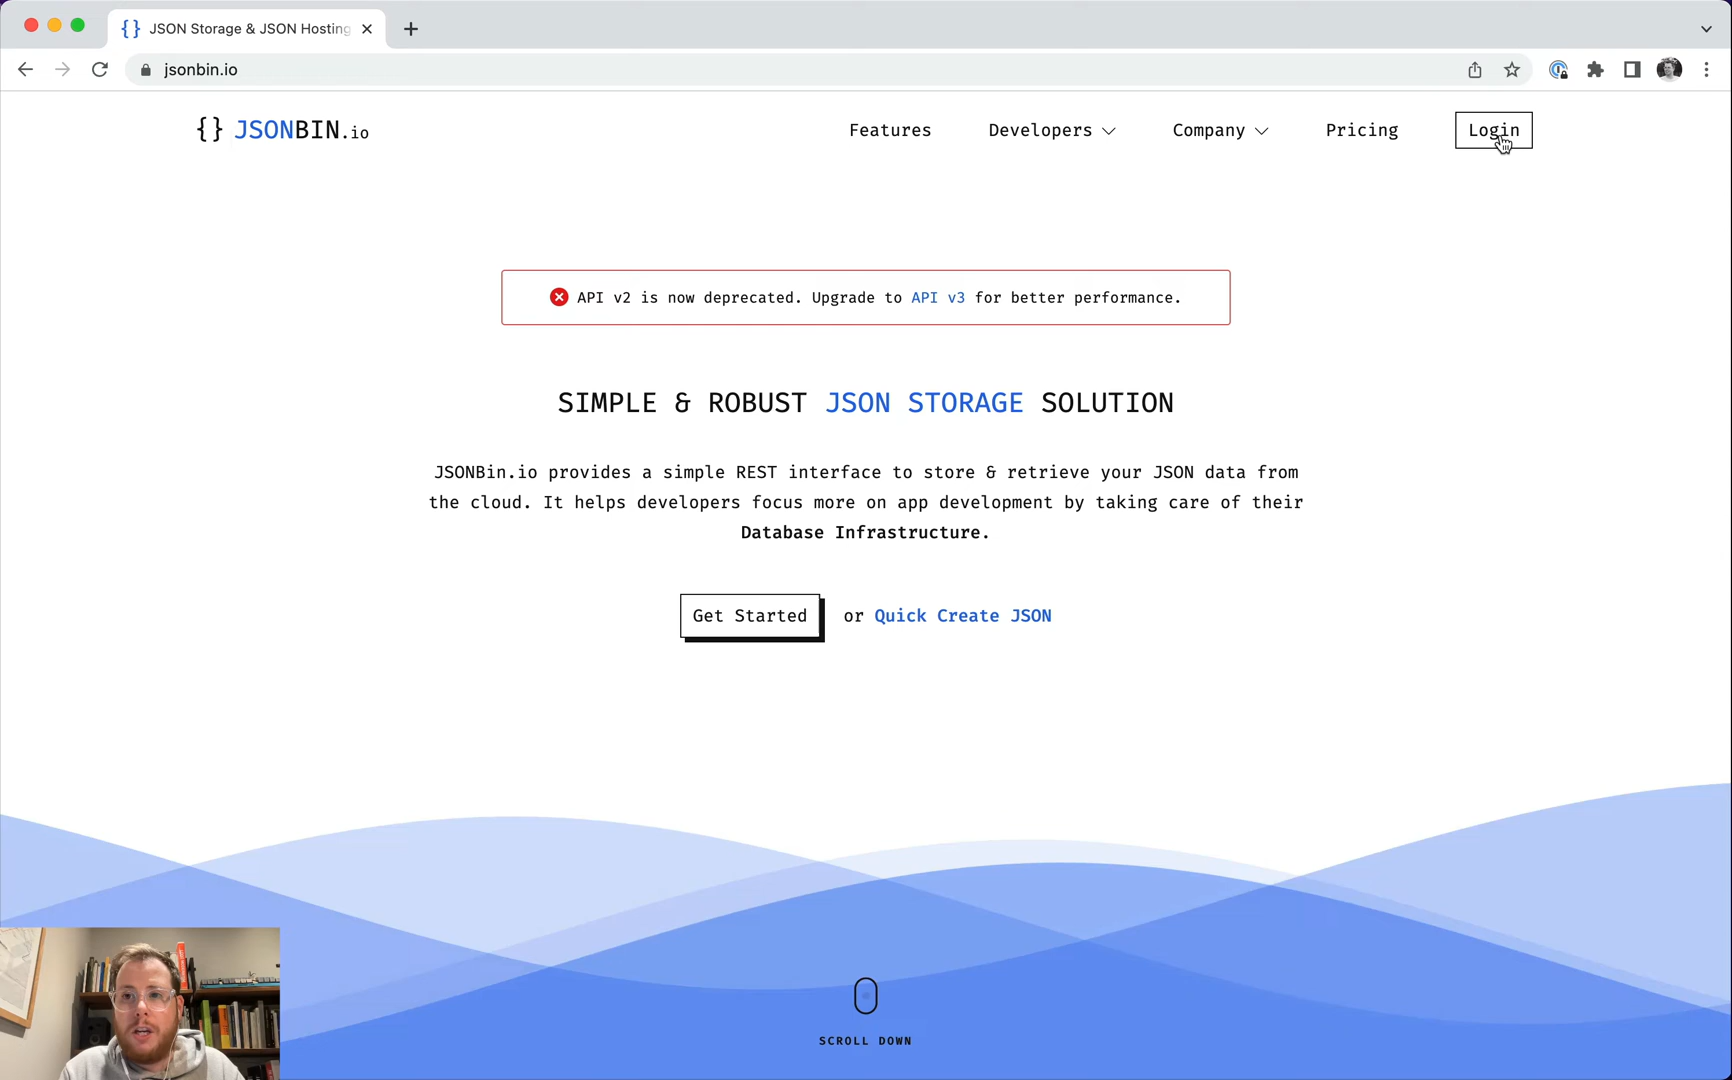 JSON Storage & JSON Hosting
jsonbin.io
{} JSONBIN.io
Features
Developers
Company
Pricing
Login
API v2 is now deprecated. Upgrade to API v3 for better performance.
SIMPLE & ROBUST JSON STORAGE SOLUTION
JSONBin.io provides a simple REST interface to store & retrieve your JSON data from
the cloud. It helps developers focus more on app development by taking care of their
Database Infrastructure.
Get Started or Quick Create JSON
SCROLL DOWN